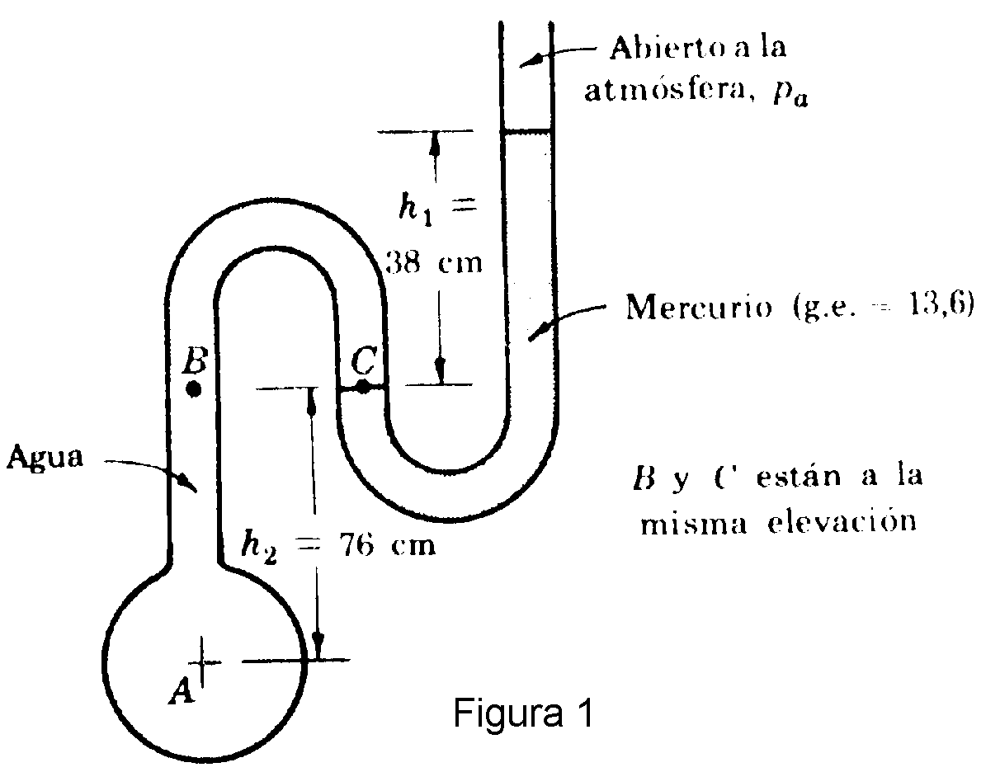 Abierto a la
atmósfera, pₐ
h₁ =
38 cm
Mercurio (g.e. = 13,6)
B
C
Agua
B y C están a la
misma elevación
h₂ = 76 cm
A
Figura 1